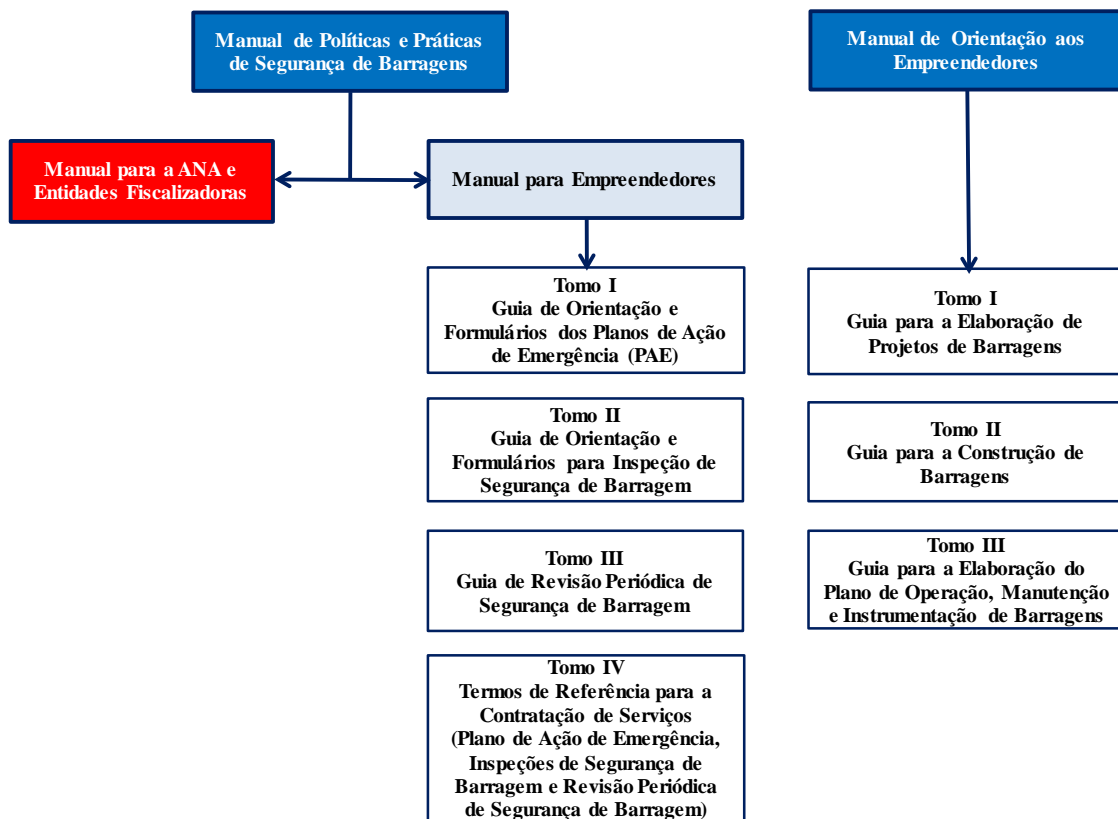 Manual de Políticas e Práticas
de Segurança de Barragens
Manual de Orientação aos
Empreendedores
Manual para a ANA e
Entidades Fiscalizadoras
Manual para Empreendedores
Tomo I
Guia de Orientação e
Formulários dos Planos de Ação
de Emergência (PAE)
Tomo II
Guia de Orientação e
Formulários para Inspeção de
Segurança de Barragem
Tomo III
Guia de Revisão Periódica de
Segurança de Barragem
Tomo IV
Termos de Referência para a
Contratação de Serviços
(Plano de Ação de Emergência,
Inspeções de Segurança de
Barragem e Revisão Periódica
de Segurança de Barragem)
Tomo I
Guia para a Elaboração de
Projetos de Barragens
Tomo II
Guia para a Construção de
Barragens
Tomo III
Guia para a Elaboração do
Plano de Operação, Manutenção
e Instrumentação de Barragens